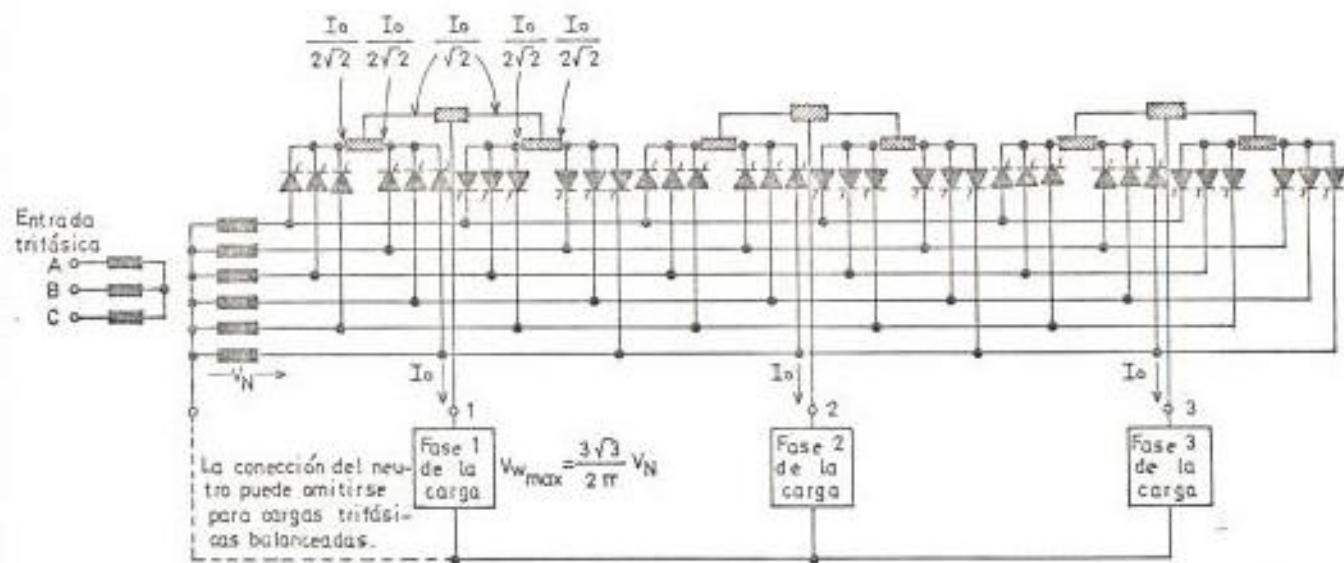 Io/2√2 Io/2√2 Io/√2 Io/2√2 Io/2√2
Entrada
trifásica
A
B
C
V_N
Io
Io
Io
1
2
3
Fase 1
de la
carga
V_Wmax = 3√3/2π V_N
Fase 2
de la
carga
Fase 3
de la
carga
La conección del neu-
tro puede omitirse
para cargas trifási-
cas balanceadas.